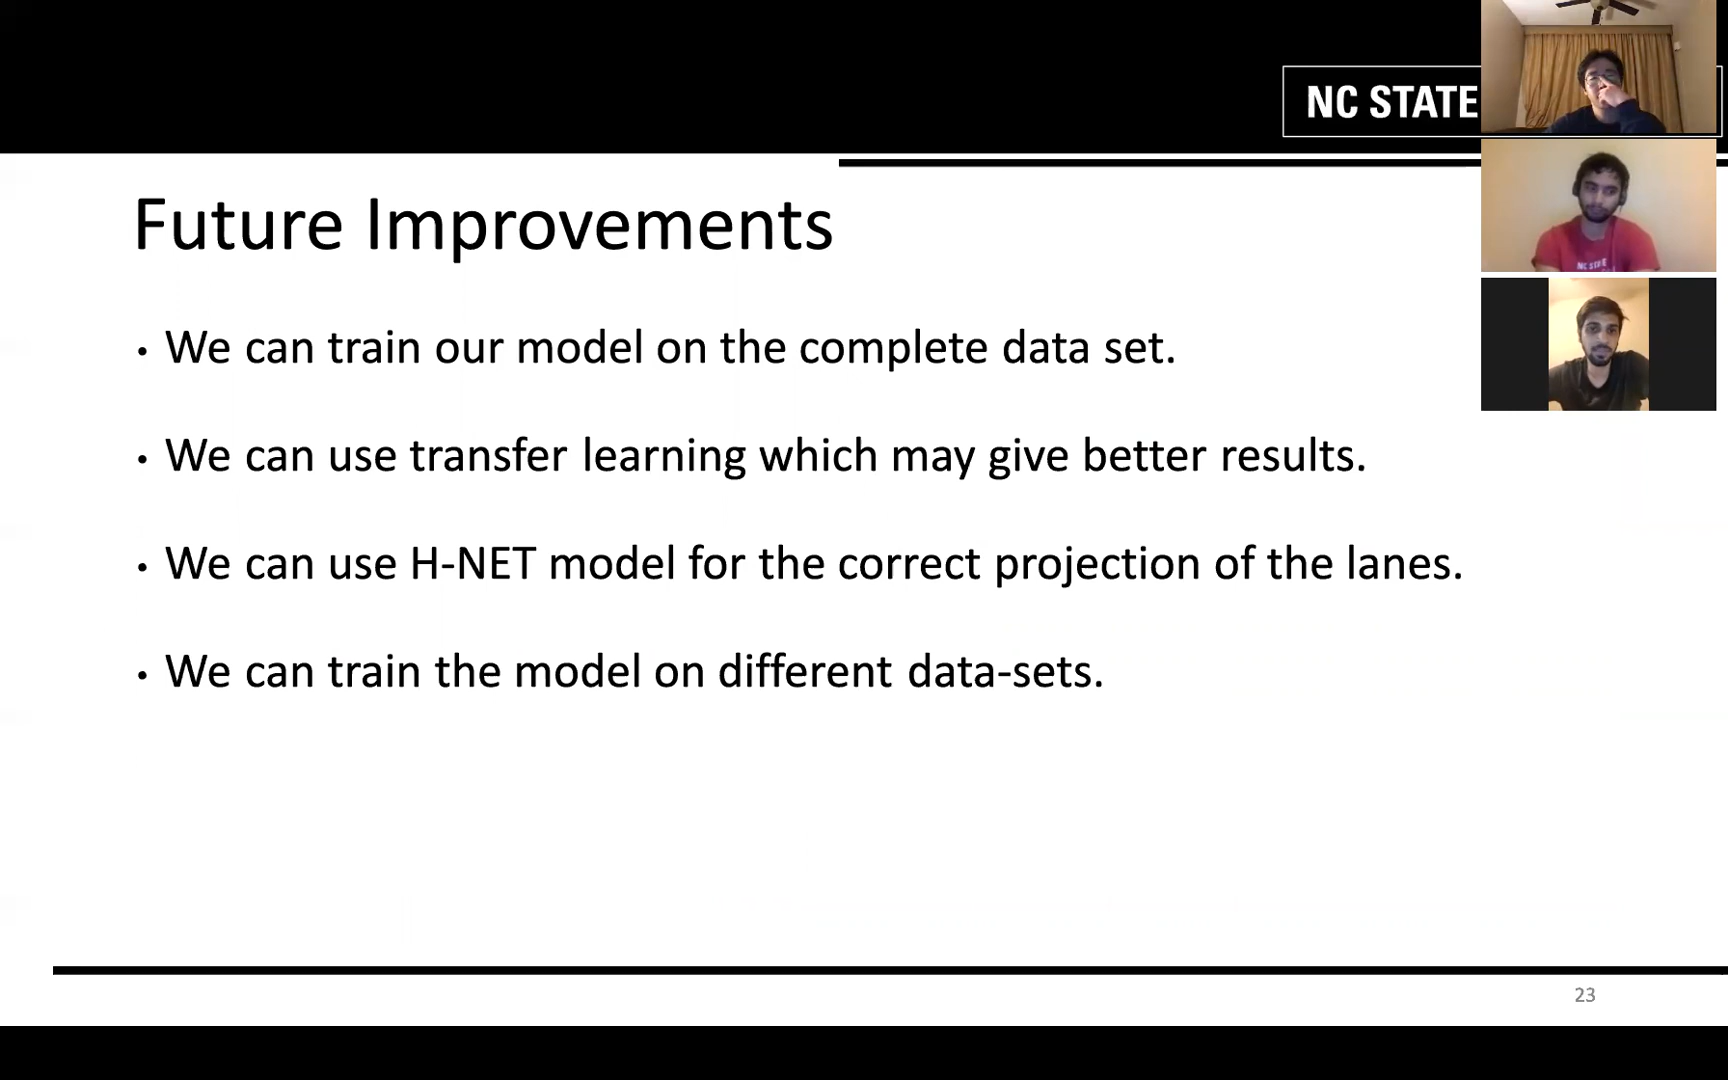 NC STATE
Future Improvements
• We can train our model on the complete data set.
• We can use transfer learning which may give better results.
• We can use H-NET model for the correct projection of the lanes.
• We can train the model on different data-sets.
23
NC STATE